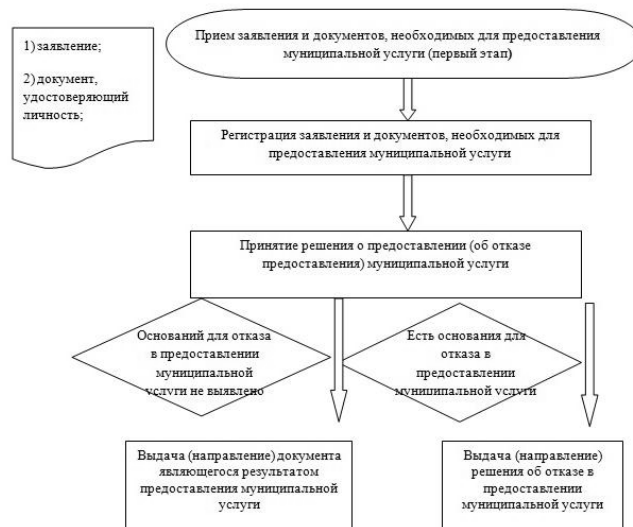 1) заявление;
2) документ,
удостоверяющий
личность;
Прием заявления и документов, необходимых для предоставления
муниципальной услуги (первый этап)
Регистрация заявления и документов, необходимых для
предоставления муниципальной услуги
Принятие решения о предоставлении (об отказе
предоставления) муниципальной услуги
Оснований для отказа
в предоставлении
муниципальной
услуги не выявлено
Есть основания для
отказа в
предоставлении
муниципальной услуги
Выдача (направление) документа
являющегося результатом
предоставления муниципальной
услуги
Выдача (направление)
решения об отказе в
предоставлении
муниципальной услуги